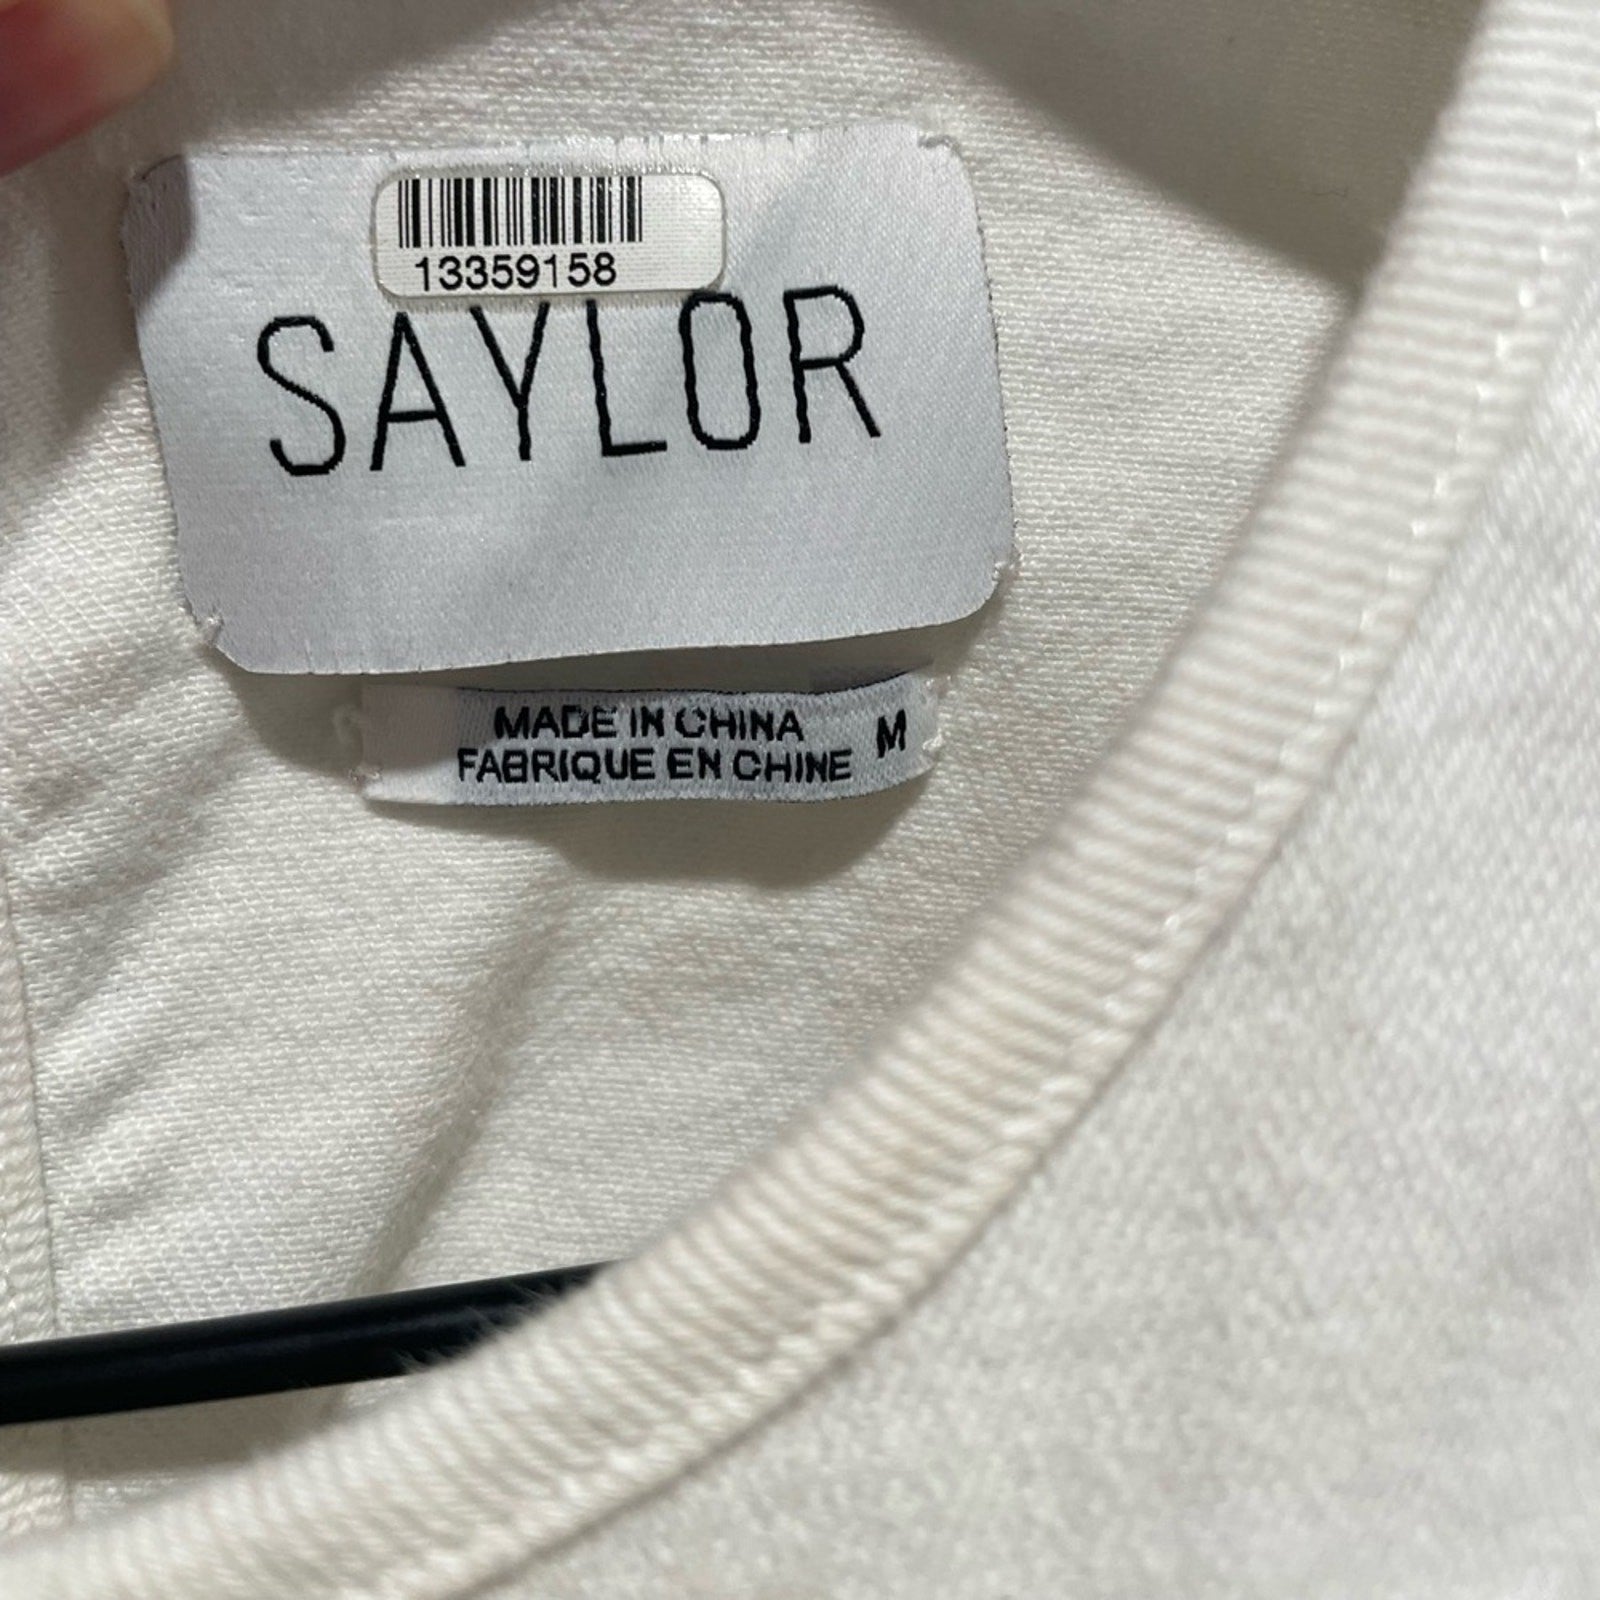 13359158
SAYLOR
MADE IN CHINA
FABRIQUE EN CHINE
M